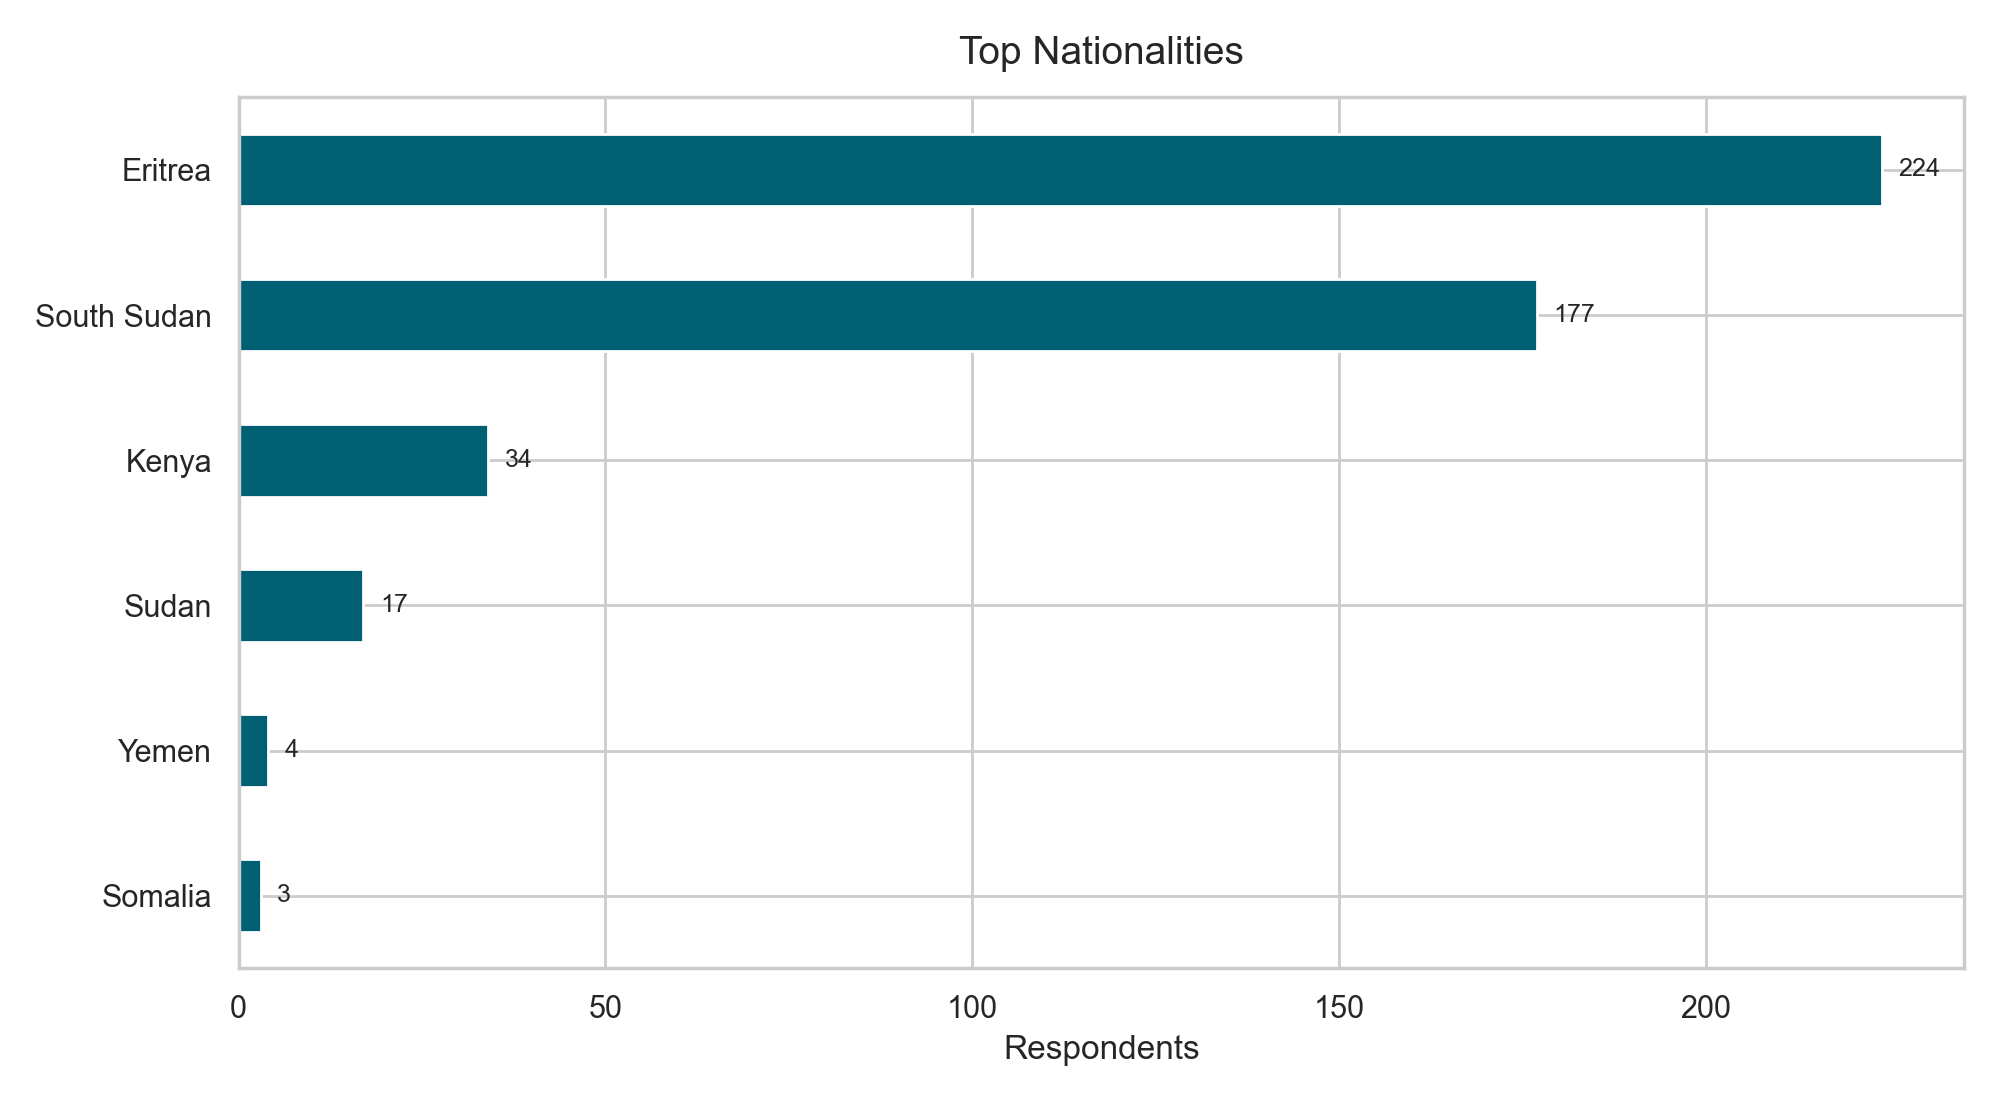 Top Nationalities
Eritrea 224
South Sudan 177
Kenya 34
Sudan 17
Yemen 4
Somalia 3
0 50 100 150 200
Respondents